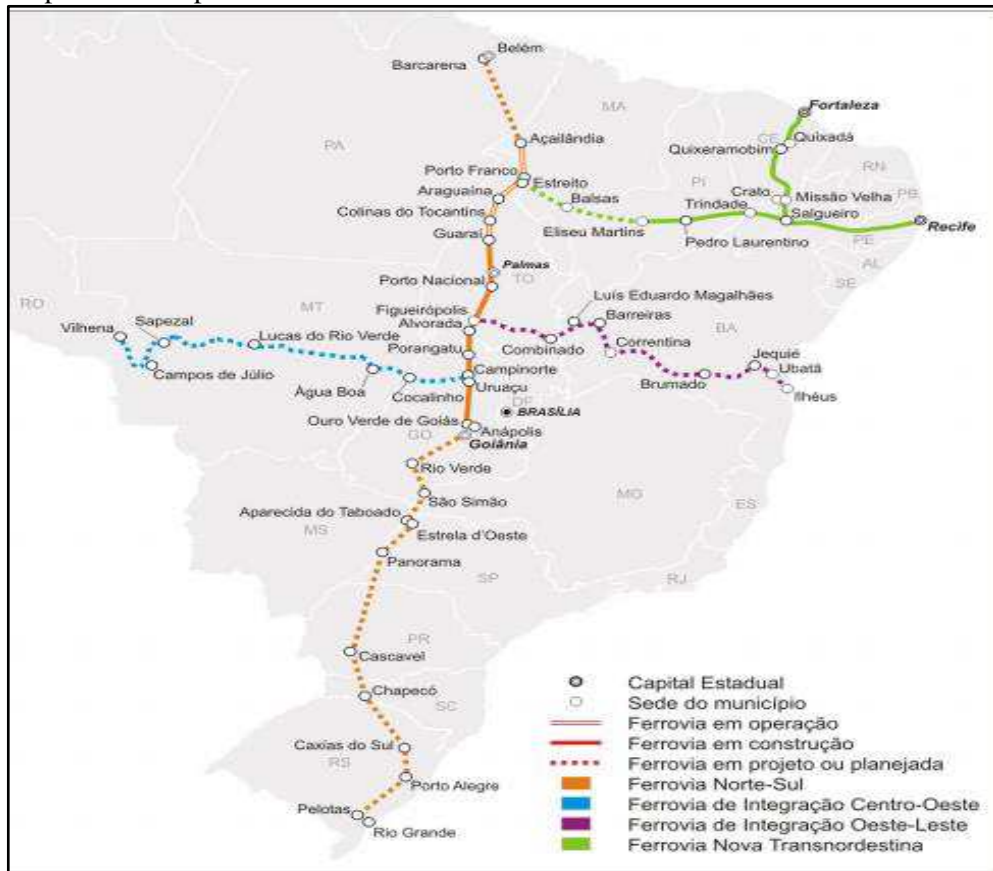 Belém
Barcarena
MA
Fortaleza
Açailândia
CE
Quixadá
PA
Quixeramobim
RN
Porto Franco
Estreito
PI
Crato
Missão Velha
PB
Araguaína
Balsas
Trindade
Colinas do Tocantins
Salgueiro
Eliseu Martins
Recife
Guaraí
Pedro Laurentino
PE
Palmas
AL
Porto Nacional
TO
SE
RO
MT
Luís Eduardo Magalhães
Figueirópolis
Vilhena
Sapezal
Lucas do Rio Verde
Alvorada
Barreiras
BA
Combinado
Correntina
Porangatu
Jequié
Campos de Júlio
Campinorte
Ubatã
Água Boa
Uruaçu
Brumado
Cocalinho
Ilhéus
DF
BRASÍLIA
Ouro Verde de Goiás
Anápolis
GO
Goiânia
Rio Verde
MG
São Simão
ES
Aparecida do Taboado
MS
Estrela d'Oeste
Panorama
SP
RJ
PR
Cascavel
Chapecó
SC
Caxias do Sul
RS
Porto Alegre
Pelotas
Rio Grande
Capital Estadual
Sede do município
Ferrovia em operação
Ferrovia em construção
Ferrovia em projeto ou planejada
Ferrovia Norte-Sul
Ferrovia de Integração Centro-Oeste
Ferrovia de Integração Oeste-Leste
Ferrovia Nova Transnordestina